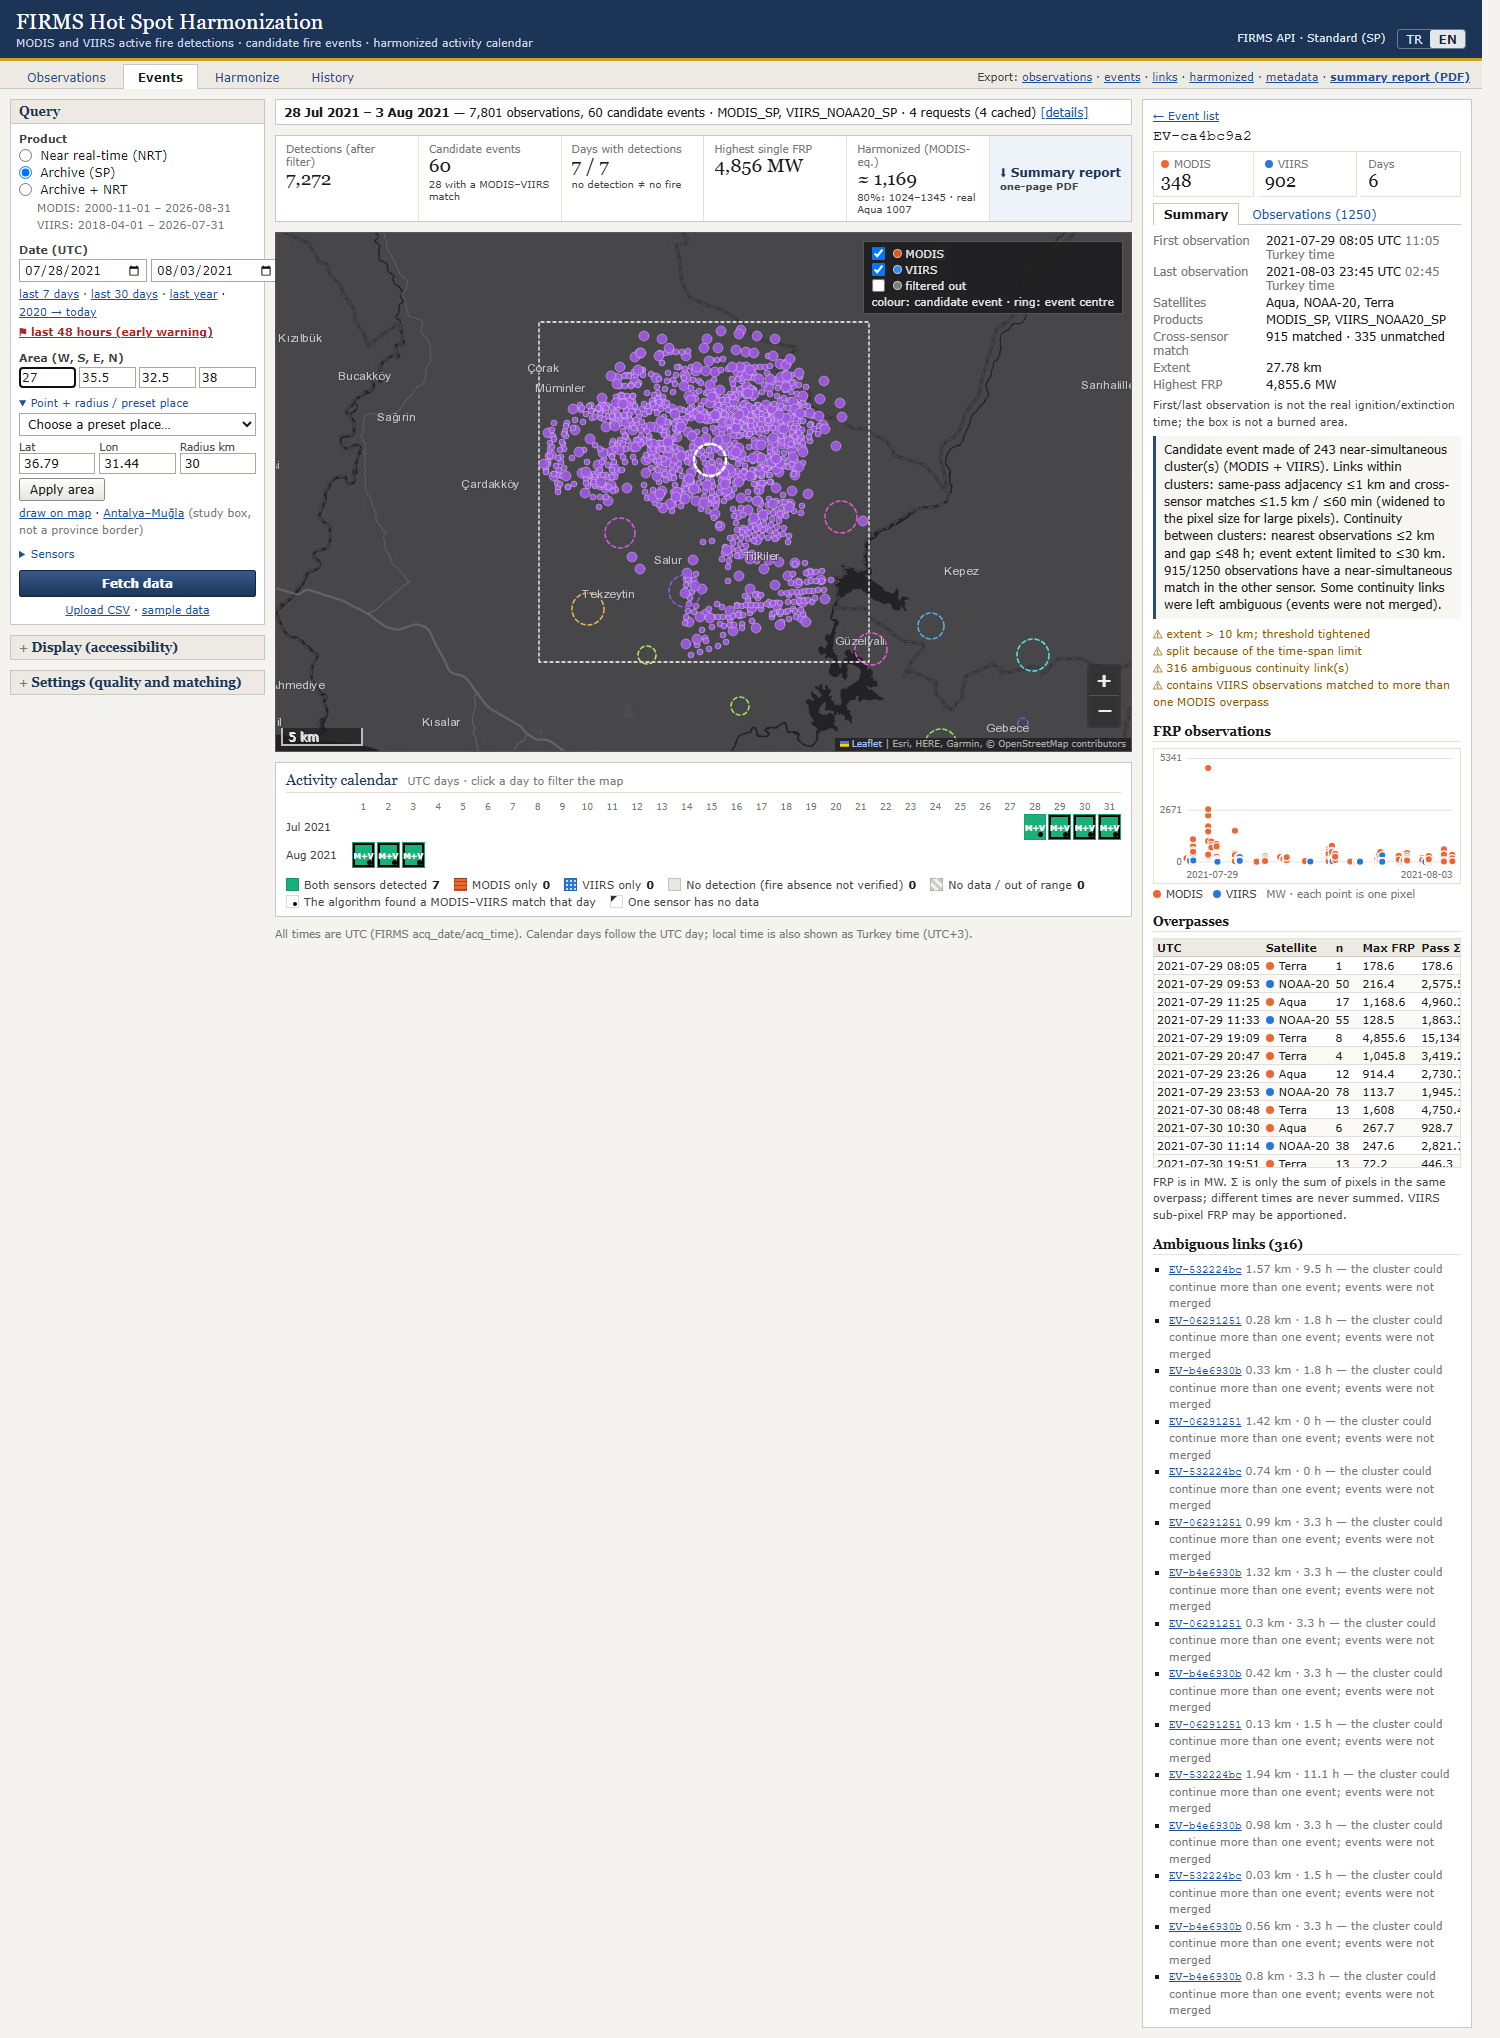 FIRMS Hot Spot Harmonization
MODIS and VIIRS active fire detections · candidate fire events · harmonized activity calendar
FIRMS API · Standard (SP)
TR EN
Observations Events Harmonize History
Export: observations · events · links · harmonized · metadata · summary report (PDF)
Query
Product
Near real-time (NRT)
Archive (SP)
Archive + NRT
MODIS: 2000-11-01 – 2026-08-31
VIIRS: 2018-04-01 – 2026-07-31
Date (UTC)
07/28/2021 08/03/2021
last 7 days · last 30 days · last year ·
2020 → today
⚑ last 48 hours (early warning)
Area (W, S, E, N)
27 35.5 32.5 38
▼ Point + radius / preset place
Choose a preset place...
Lat Lon Radius km
36.79 31.44 30
Apply area
draw on map · Antalya–Muğla (study box,
not a province border)
▶ Sensors
Fetch data
Upload CSV · sample data
+ Display (accessibility)
+ Settings (quality and matching)
28 Jul 2021 – 3 Aug 2021 — 7,801 observations, 60 candidate events · MODIS_SP, VIIRS_NOAA20_SP · 4 requests (4 cached) [details]
Detections (after
filter)
7,272
Candidate events
60
28 with a MODIS–VIIRS
match
Days with detections
7 / 7
no detection ≠ no fire
Highest single FRP
4,856 MW
Harmonized (MODIS-
eq.)
≈ 1,169
80%: 1024–1345 · real
Aqua 1007
⬇ Summary report
one-page PDF
MODIS
VIIRS
filtered out
colour: candidate event · ring: event centre
Kızılbük
Bucakköy
Çorak
Müminler
Sağırin
Çardakköy
Salur
Tilkiler
Tekzeytin
Kepez
Güzelyalı
Gebece
Kısalar
5 km
+
−
Leaflet | Esri, HERE, Garmin, © OpenStreetMap contributors
Activity calendar UTC days · click a day to filter the map
1 2 3 4 5 6 7 8 9 10 11 12 13 14 15 16 17 18 19 20 21 22 23 24 25 26 27 28 29 30 31
Jul 2021 M+V M+V M+V M+V
Aug 2021 M+V M+V M+V
Both sensors detected 7 MODIS only 0 VIIRS only 0 No detection (fire absence not verified) 0 No data / out of range 0
The algorithm found a MODIS–VIIRS match that day One sensor has no data
All times are UTC (FIRMS acq_date/acq_time). Calendar days follow the UTC day; local time is also shown as Turkey time (UTC+3).
← Event list
EV-ca4bc9a2
MODIS
348
VIIRS
902
Days
6
Summary Observations (1250)
First observation 2021-07-29 08:05 UTC 11:05
Turkey time
Last observation 2021-08-03 23:45 UTC 02:45
Turkey time
Satellites Aqua, NOAA-20, Terra
Products MODIS_SP, VIIRS_NOAA20_SP
Cross-sensor
match
915 matched · 335 unmatched
Extent 27.78 km
Highest FRP 4,855.6 MW
First/last observation is not the real ignition/extinction
time; the box is not a burned area.
Candidate event made of 243 near-simultaneous
cluster(s) (MODIS + VIIRS). Links within
clusters: same-pass adjacency ≤1 km and cross-
sensor matches ≤1.5 km / ≤60 min (widened to
the pixel size for large pixels). Continuity
between clusters: nearest observations ≤2 km
and gap ≤48 h; event extent limited to ≤30 km.
915/1250 observations have a near-simultaneous
match in the other sensor. Some continuity links
were left ambiguous (events were not merged).
⚠ extent > 10 km; threshold tightened
⚠ split because of the time-span limit
⚠ 316 ambiguous continuity link(s)
⚠ contains VIIRS observations matched to more than
one MODIS overpass
FRP observations
5341
2671
0
2021-07-29 2021-08-03
MODIS VIIRS MW · each point is one pixel
Overpasses
UTC Satellite n Max FRP Pass Σ
2021-07-29 08:05 Terra 1 178.6 178.6
2021-07-29 09:53 NOAA-20 50 216.4 2,575.5
2021-07-29 11:25 Aqua 17 1,168.6 4,960.3
2021-07-29 11:33 NOAA-20 55 128.5 1,863.3
2021-07-29 19:09 Terra 8 4,855.6 15,134
2021-07-29 20:47 Terra 4 1,045.8 3,419.2
2021-07-29 23:26 Aqua 12 914.4 2,730.7
2021-07-29 23:53 NOAA-20 78 113.7 1,945.1
2021-07-30 08:48 Terra 13 1,608 4,750.4
2021-07-30 10:30 Aqua 6 267.7 928.7
2021-07-30 11:14 NOAA-20 38 247.6 2,821.7
2021-07-30 19:51 Terra 13 72.2 446.3
FRP is in MW. Σ is only the sum of pixels in the same
overpass; different times are never summed. VIIRS
sub-pixel FRP may be apportioned.
Ambiguous links (316)
EV-532224bc 1.57 km · 9.5 h — the cluster could
continue more than one event; events were not
merged
EV-06291251 0.28 km · 1.8 h — the cluster could
continue more than one event; events were not
merged
EV-b4e6930b 0.33 km · 1.8 h — the cluster could
continue more than one event; events were not
merged
EV-06291251 1.42 km · 0 h — the cluster could
continue more than one event; events were not
merged
EV-532224bc 0.74 km · 0 h — the cluster could
continue more than one event; events were not
merged
EV-06291251 0.99 km · 3.3 h — the cluster could
continue more than one event; events were not
merged
EV-b4e6930b 1.32 km · 3.3 h — the cluster could
continue more than one event; events were not
merged
EV-06291251 0.3 km · 3.3 h — the cluster could
continue more than one event; events were not
merged
EV-b4e6930b 0.42 km · 3.3 h — the cluster could
continue more than one event; events were not
merged
EV-06291251 0.13 km · 1.5 h — the cluster could
continue more than one event; events were not
merged
EV-532224bc 1.94 km · 11.1 h — the cluster could
continue more than one event; events were not
merged
EV-b4e6930b 0.98 km · 3.3 h — the cluster could
continue more than one event; events were not
merged
EV-532224bc 0.03 km · 1.5 h — the cluster could
continue more than one event; events were not
merged
EV-b4e6930b 0.56 km · 3.3 h — the cluster could
continue more than one event; events were not
merged
EV-b4e6930b 0.8 km · 3.3 h — the cluster could
continue more than one event; events were not
merged